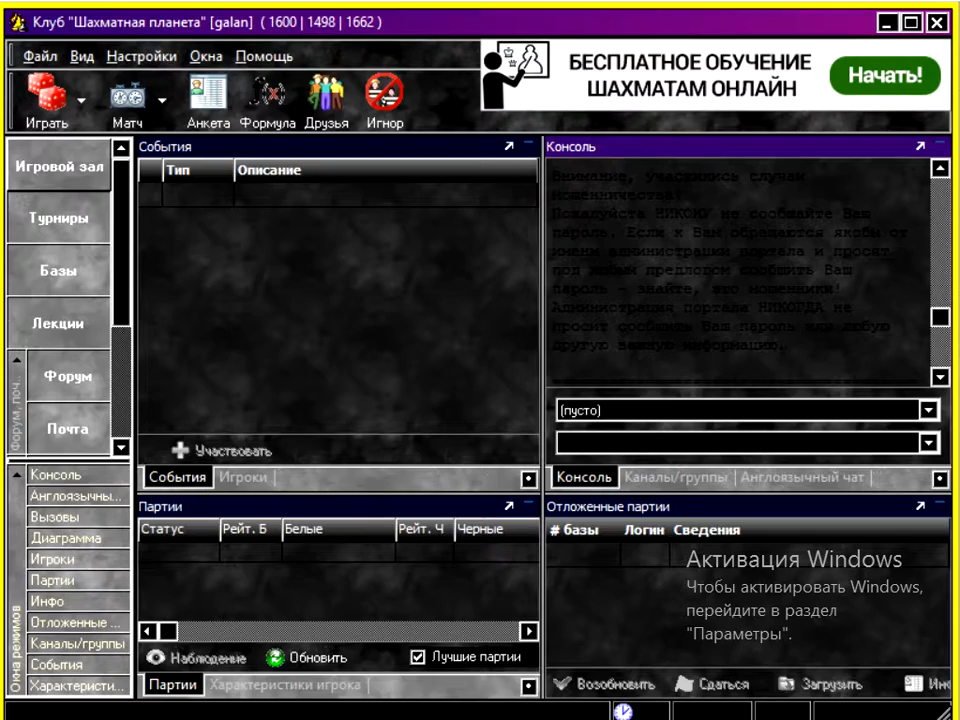 Клуб "Шахматная планета" [galan] ( 1600 | 1498 | 1662 )
Файл Вид Настройки Окна Помощь
БЕСПЛАТНОЕ ОБУЧЕНИЕ
ШАХМАТАМ ОНЛАЙН
Начать!
Играть Матч Анкета Формула Друзья Игнор
Игровой зал
Турниры
Базы
Лекции
Форум, поч..
Форум
Почта
Окна режимов
Консоль
Англоязычны...
Вызовы
Диаграмма
Игроки
Партии
Инфо
Отложенные ...
Каналы/группы
События
Характеристи...
События
Тип Описание
Участвовать
События Игроки
Консоль
Внимание, участились случаи
мошенничества!
Пожалуйста НИКОМУ не сообщайте Ваш
пароль. Если к Вам обращаются якобы от
имени администрации портала и просят
под любым предлогом сообщить Ваш
пароль - знайте, это мошенники!
Администрация портала НИКОГДА не
просит сообщить Ваш пароль или любую
другую важную информацию.
(пусто)
Консоль Каналы/группы Англоязычный чат
Партии
Статус Рейт. Б Белые Рейт. Ч Черные
Наблюдение Обновить Лучшие партии
Партии Характеристики игрока
Отложенные партии
# базы Логин Сведения
Активация Windows
Чтобы активировать Windows,
перейдите в раздел
"Параметры".
Возобновить Сдаться Загрузить Инс